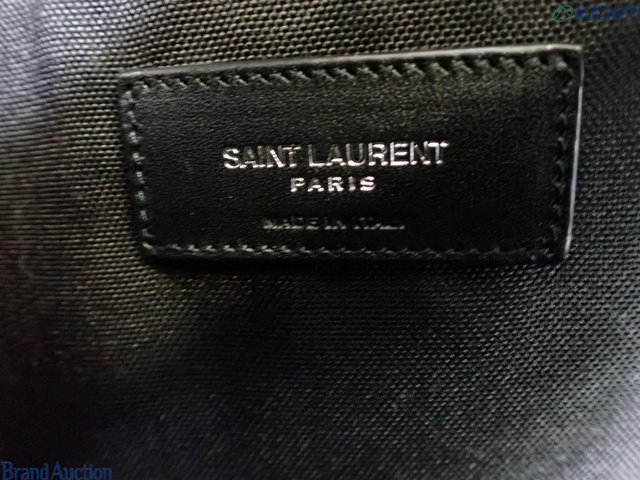 SAINT LAURENT
PARIS
MADE IN ITALY
Brand Auction